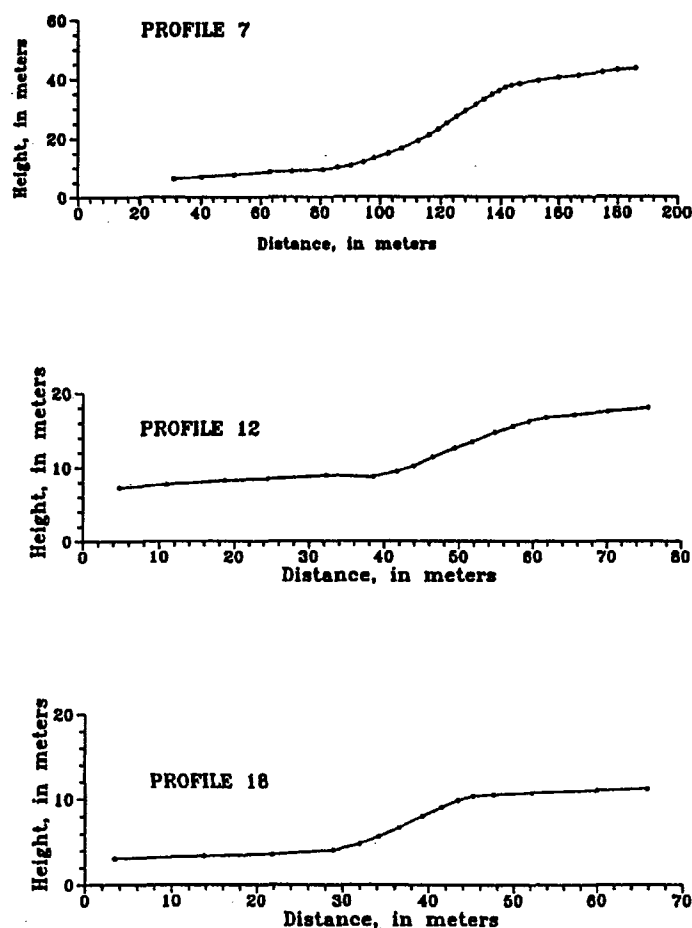 PROFILE 7
Height, in meters
60
40
20
0
0 20 40 60 80 100 120 140 160 180 200
Distance, in meters
PROFILE 12
Height, in meters
20
10
0
0 10 20 30 40 50 60 70 80
Distance, in meters
PROFILE 18
Height, in meters
20
10
0
0 10 20 30 40 50 60 70
Distance, in meters